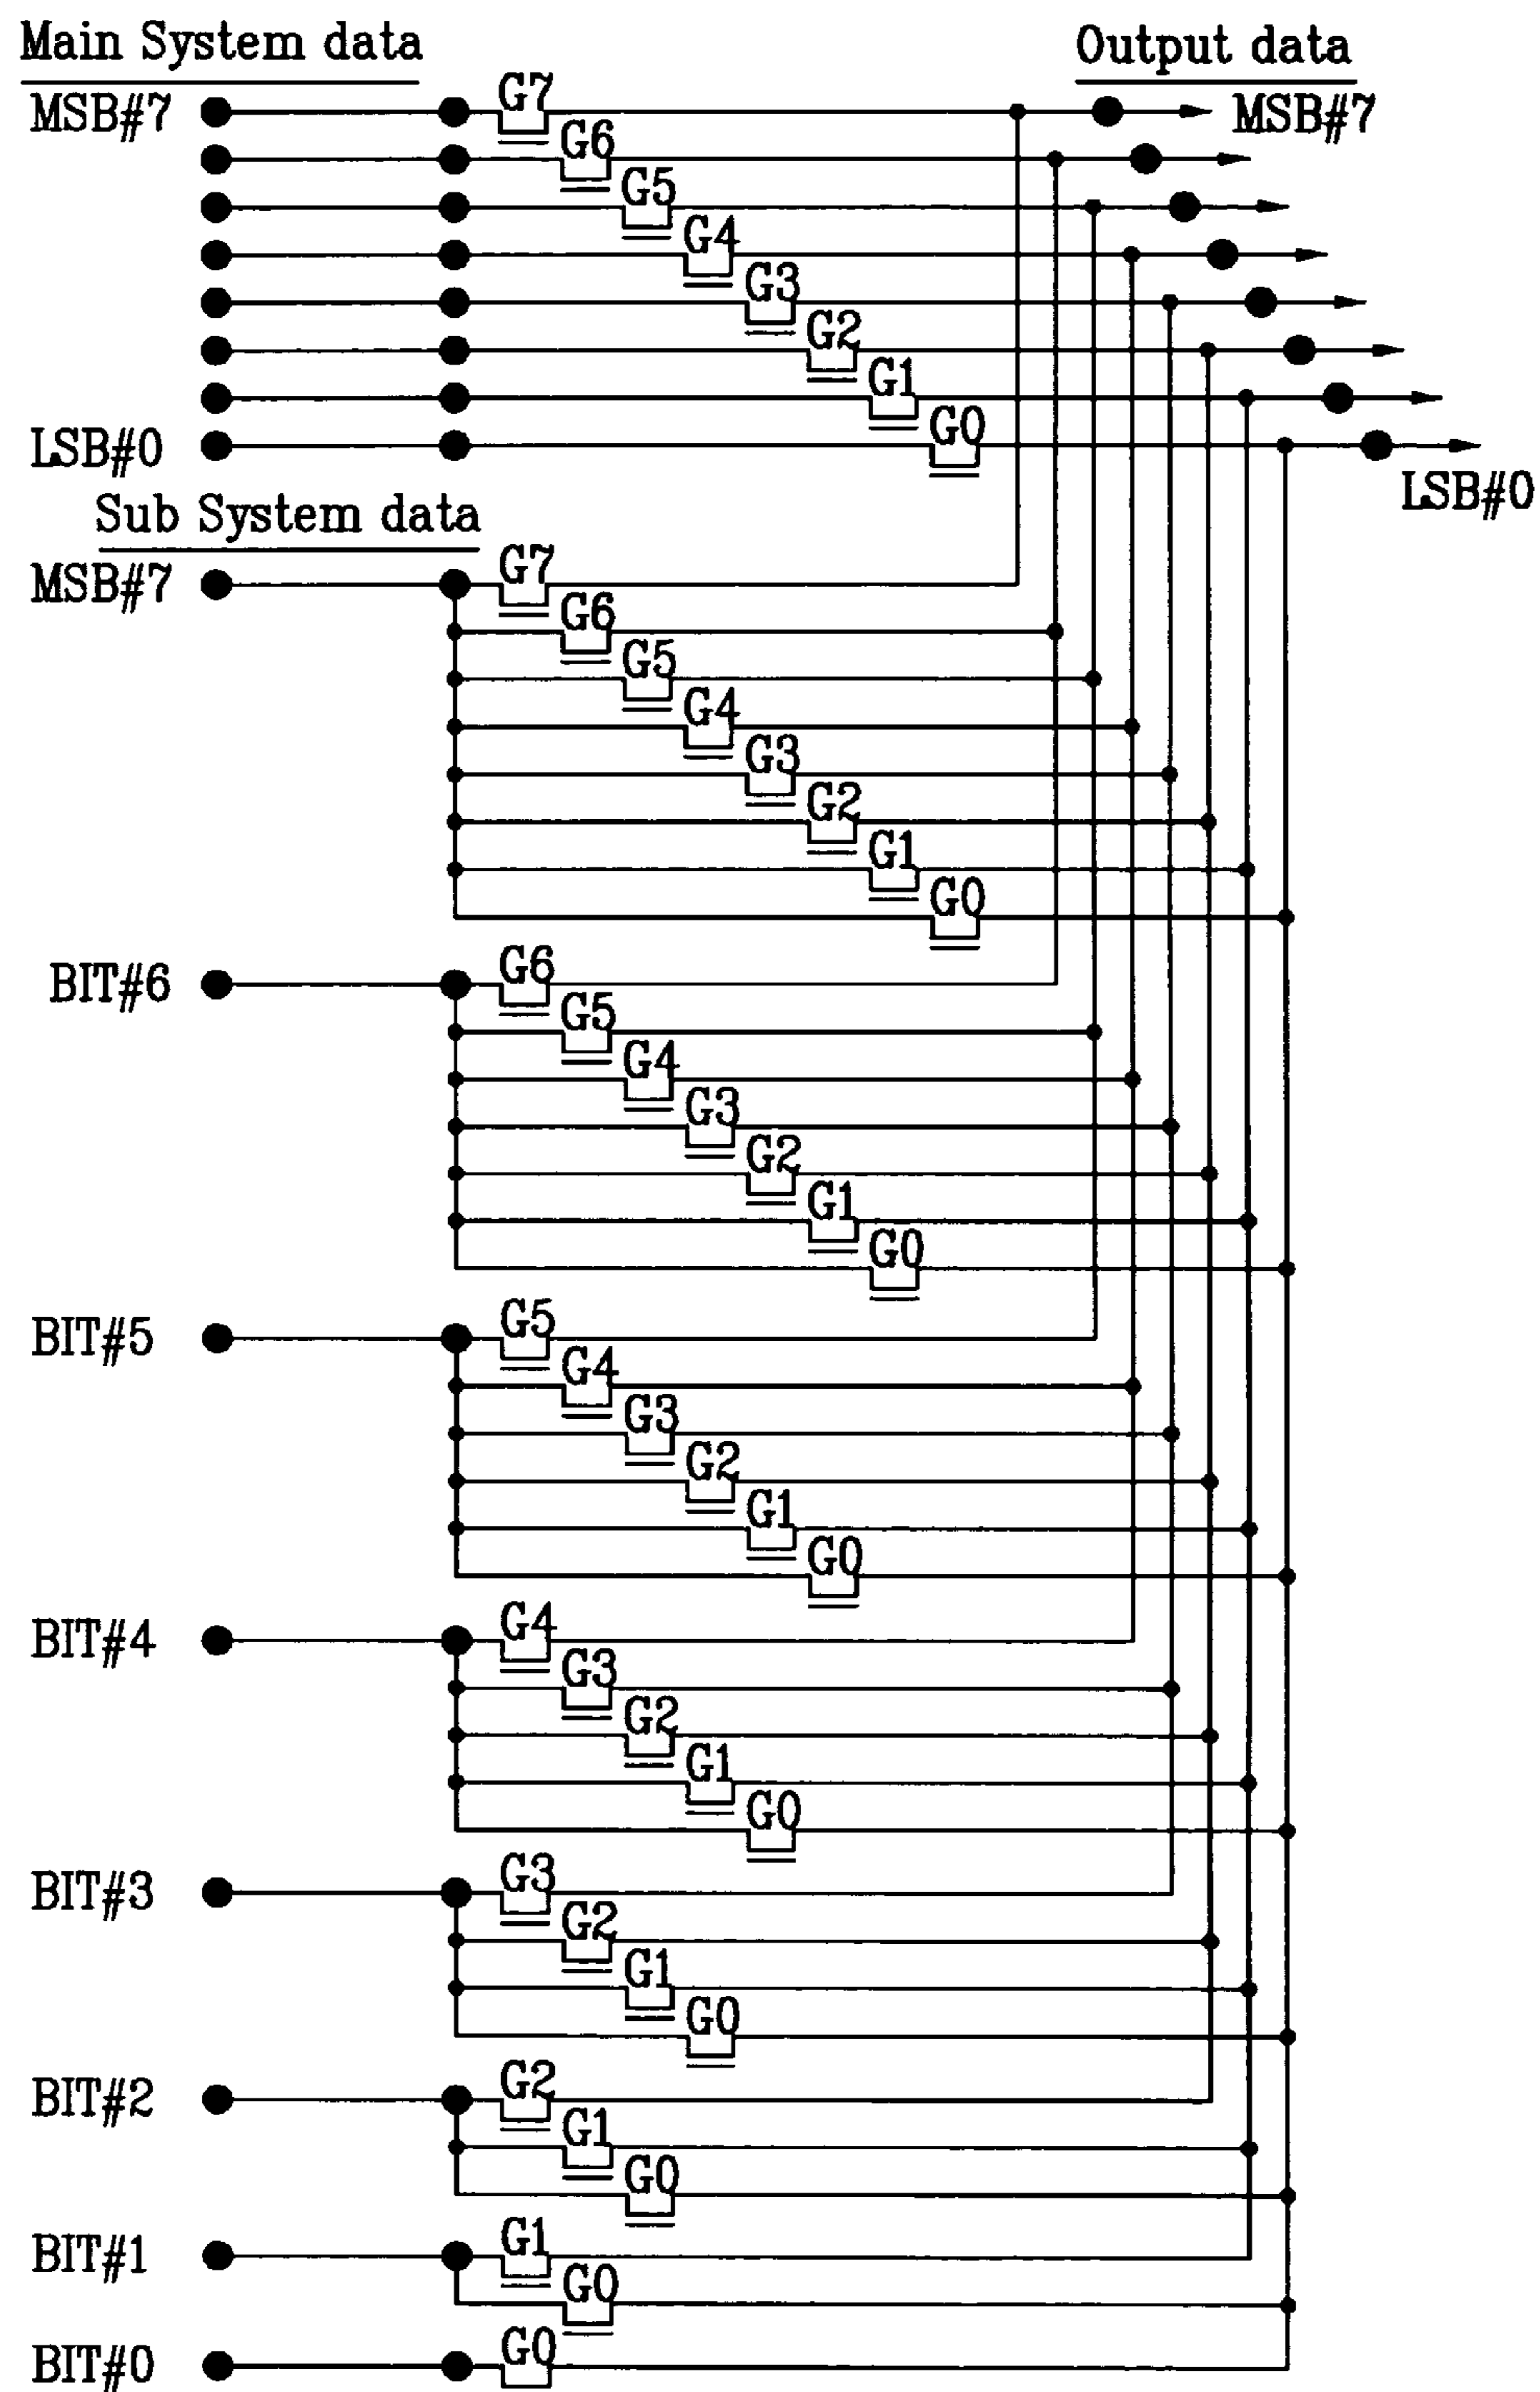 Main System data
Output data
MSB#7
G7
MSB#7
G6
G5
G4
G3
G2
G1
LSB#0
G0
LSB#0
Sub System data
MSB#7
G7
G6
G5
G4
G3
G2
G1
G0
BIT#6
G6
G5
G4
G3
G2
G1
G0
BIT#5
G5
G4
G3
G2
G1
G0
BIT#4
G4
G3
G2
G1
G0
BIT#3
G3
G2
G1
G0
BIT#2
G2
G1
G0
BIT#1
G1
G0
BIT#0
G0